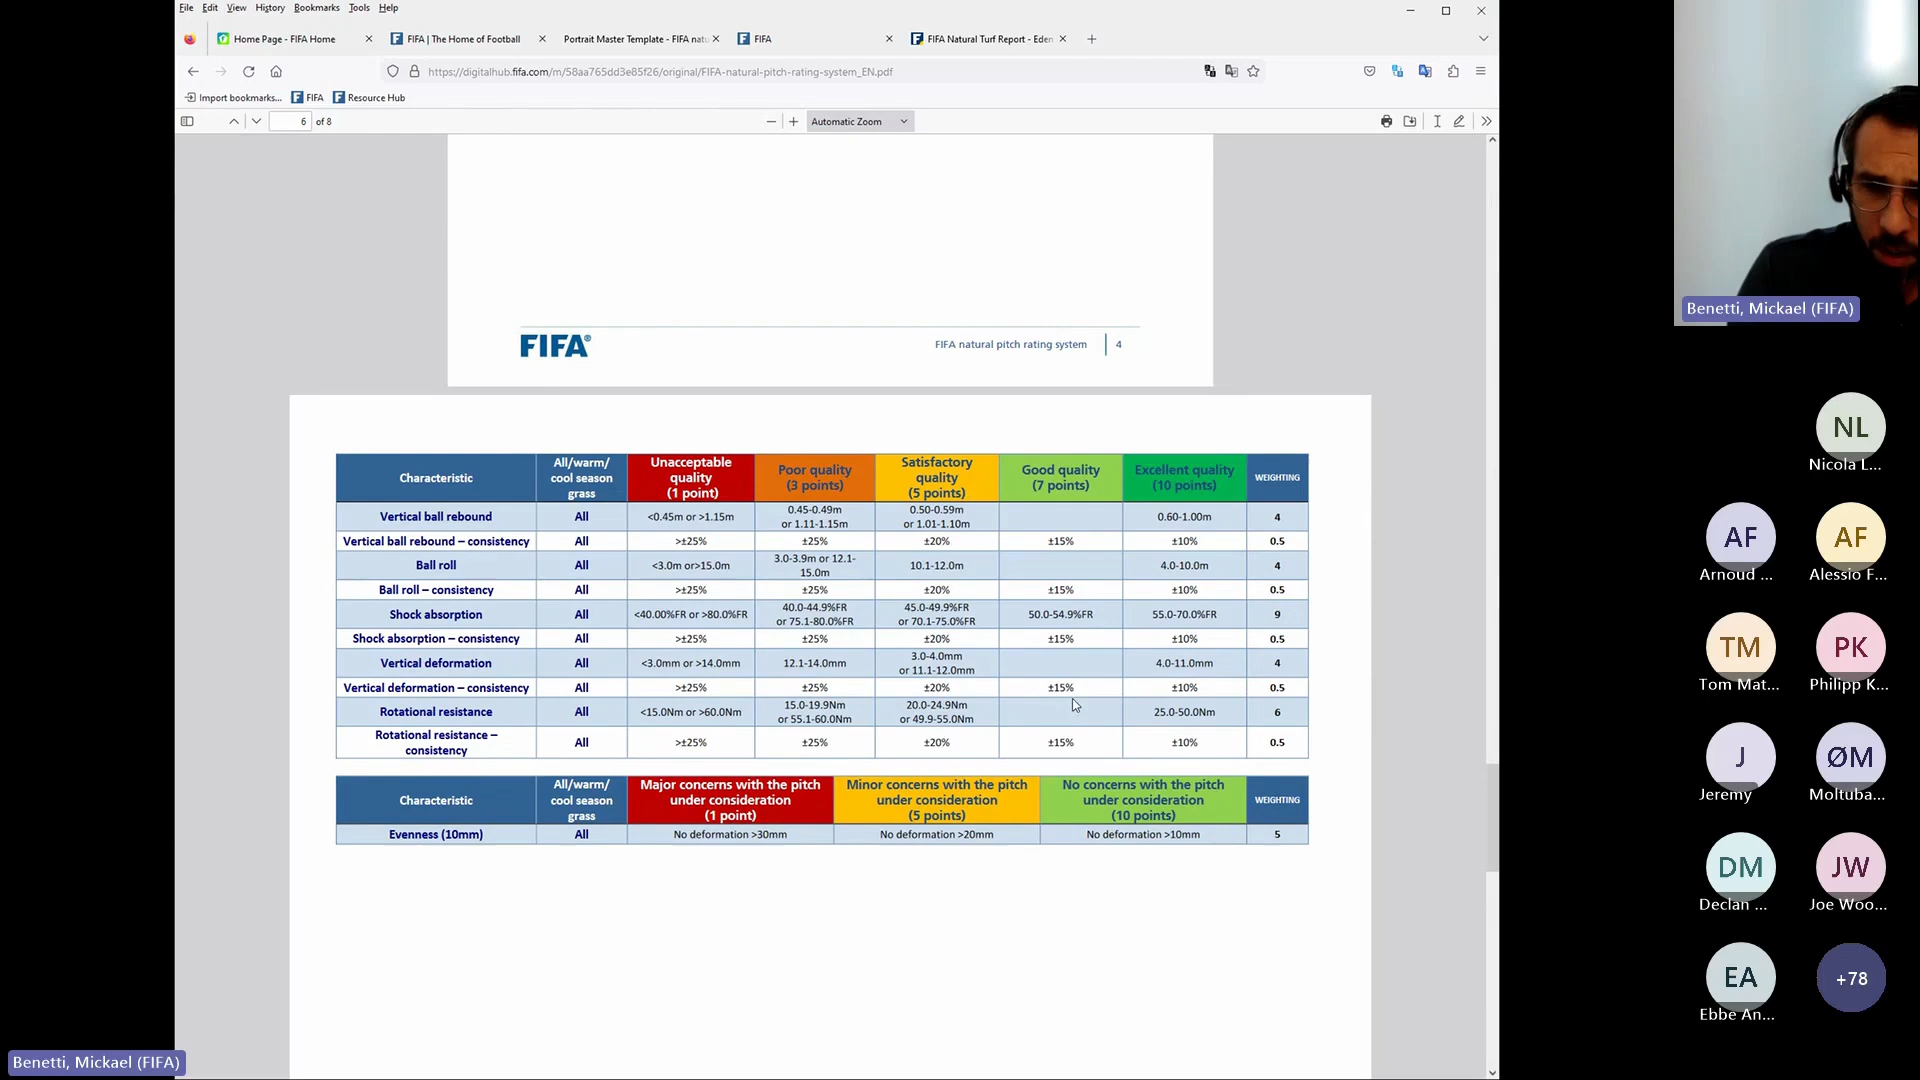 File Edit View History Bookmarks Tools Help
Home Page - FIFA Home
FIFA | The Home of Football
Portrait Master Template - FIFA natu
FIFA
FIFA Natural Turf Report - Eden
https://digitalhub.fifa.com/m/58aa765dd3e85f26/original/FIFA-natural-pitch-rating-system_EN.pdf
Import bookmarks... FIFA Resource Hub
6 of 8
Automatic Zoom
FIFA®
FIFA natural pitch rating system 4
Characteristic
All/warm/
cool season
grass
Unacceptable
quality
(1 point)
Poor quality
(3 points)
Satisfactory
quality
(5 points)
Good quality
(7 points)
Excellent quality
(10 points)
WEIGHTING
Vertical ball rebound All <0.45m or >1.15m 0.45-0.49m or 1.11-1.15m 0.50-0.59m or 1.01-1.10m 0.60-1.00m 4
Vertical ball rebound – consistency All >±25% ±25% ±20% ±15% ±10% 0.5
Ball roll All <3.0m or>15.0m 3.0-3.9m or 12.1-15.0m 10.1-12.0m 4.0-10.0m 4
Ball roll – consistency All >±25% ±25% ±20% ±15% ±10% 0.5
Shock absorption All <40.00%FR or >80.0%FR 40.0-44.9%FR or 75.1-80.0%FR 45.0-49.9%FR or 70.1-75.0%FR 50.0-54.9%FR 55.0-70.0%FR 9
Shock absorption – consistency All >±25% ±25% ±20% ±15% ±10% 0.5
Vertical deformation All <3.0mm or >14.0mm 12.1-14.0mm 3.0-4.0mm or 11.1-12.0mm 4.0-11.0mm 4
Vertical deformation – consistency All >±25% ±25% ±20% ±15% ±10% 0.5
Rotational resistance All <15.0Nm or >60.0Nm 15.0-19.9Nm or 55.1-60.0Nm 20.0-24.9Nm or 49.9-55.0Nm 25.0-50.0Nm 6
Rotational resistance – consistency All >±25% ±25% ±20% ±15% ±10% 0.5
Characteristic
All/warm/
cool season
grass
Major concerns with the pitch
under consideration
(1 point)
Minor concerns with the pitch
under consideration
(5 points)
No concerns with the pitch
under consideration
(10 points)
WEIGHTING
Evenness (10mm) All No deformation >30mm No deformation >20mm No deformation >10mm 5
Benetti, Mickael (FIFA)
NL
Nicola L...
AF AF
Arnoud ... Alessio F...
TM PK
Tom Mat... Philipp K...
J ØM
Jeremy Moltuba...
DM JW
Declan ... Joe Woo...
EA +78
Ebbe An...
Benetti, Mickael (FIFA)